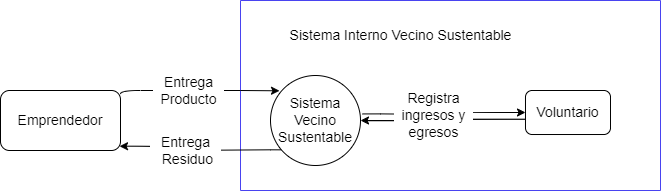 Sistema Interno Vecino Sustentable
Entrega
Producto
Emprendedor
Sistema
Vecino
Sustentable
Registra
ingresos y
egresos
Voluntario
Entrega
Residuo